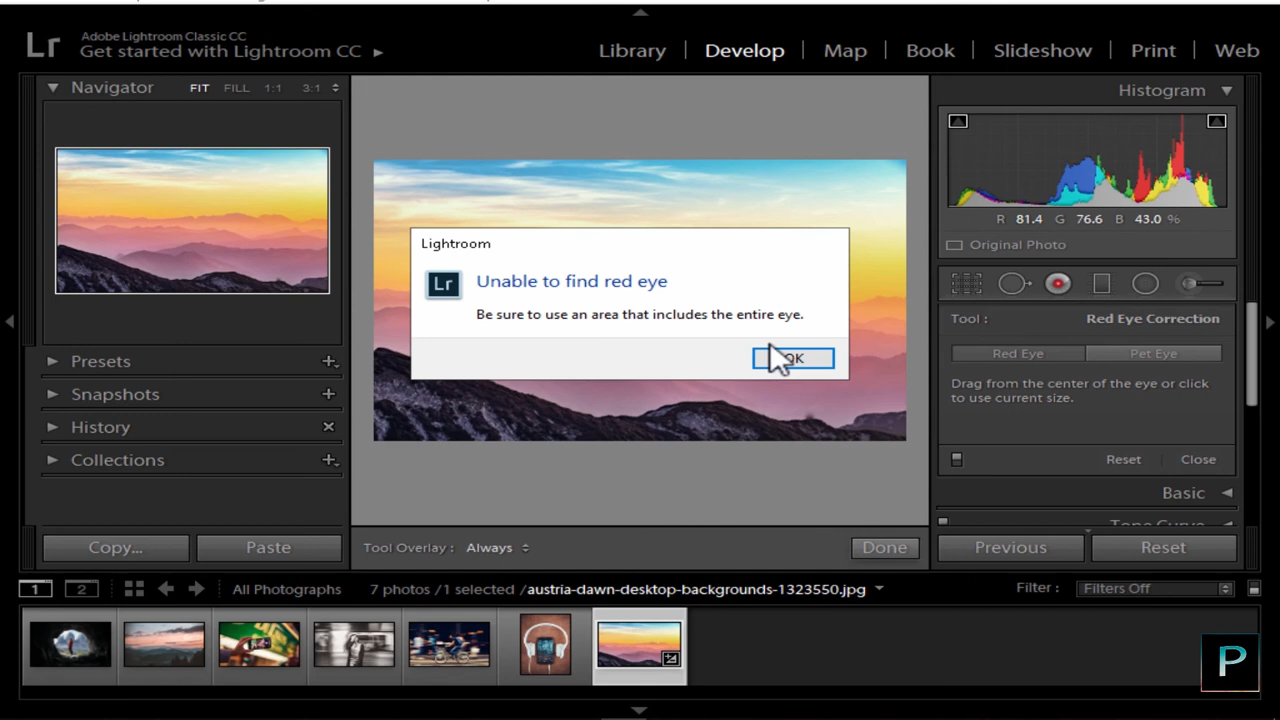 Lr
Adobe Lightroom Classic CC
Get started with Lightroom CC
Library | Develop | Map | Book | Slideshow | Print | Web
Navigator FIT FILL 1:1 3:1
Histogram
R 81.4 G 76.6 B 43.0 %
Original Photo
Tool : Red Eye Correction
Red Eye Pet Eye
Drag from the center of the eye or click
to use current size.
Reset Close
Basic
Tone Curve
Lightroom
Lr
Unable to find red eye
Be sure to use an area that includes the entire eye.
OK
Presets
Snapshots
History
Collections
Copy... Paste
Tool Overlay : Always
Done
Previous Reset
1 2 All Photographs 7 photos /1 selected /austria-dawn-desktop-backgrounds-1323550.jpg
Filter : Filters Off
P